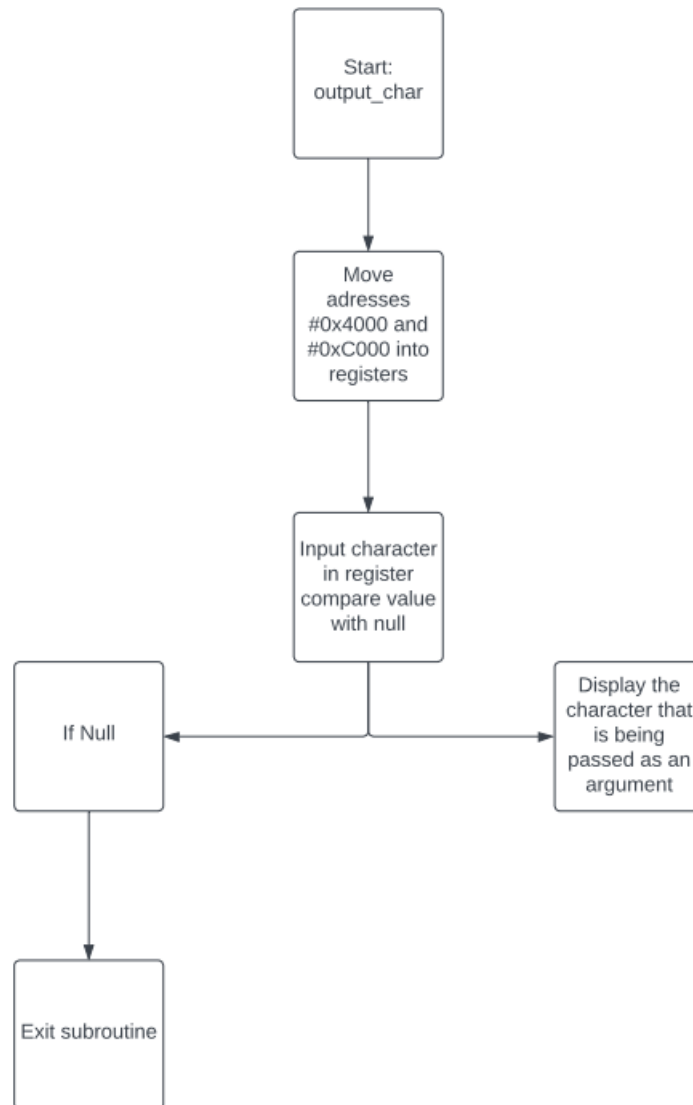 Start:
output_char
Move
adresses
#0x4000 and
#0xC000 into
registers
Input character
in register
compare value
with null
If Null
Display the
character that
is being
passed as an
argument
Exit subroutine